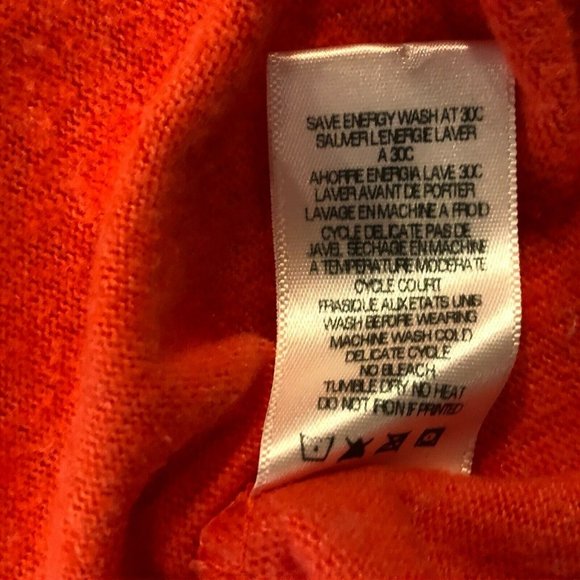 SAVE ENERGY WASH AT 30C
SAUVER L'ENERGIE LAVER
A 30C
AHORRE ENERGIA LAVE 30C
LAVER AVANT DE PORTER
LAVAGE EN MACHINE A FROID
CYCLE DELICATE PAS DE
JAVEL SECHAGE EN MACHINE
A TEMPERATURE MODERATE
CYCLE COURT
FRASIQUE AUX ETATS UNIS
WASH BEFORE WEARING
MACHINE WASH COLD
DELICATE CYCLE
NO BLEACH
TUMBLE DRY NO HEAT
DO NOT IRON IF PRINTED